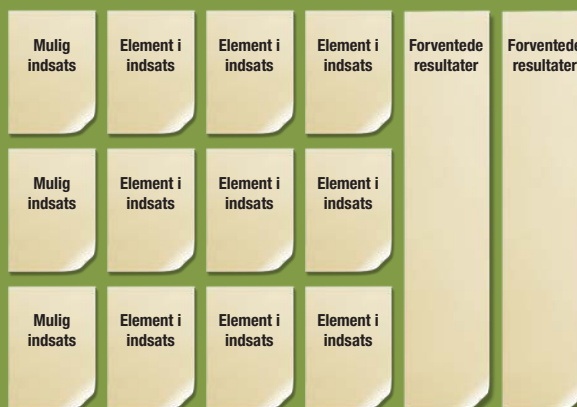 Mulig
indsats
Element i
indsats
Element i
indsats
Element i
indsats
Forventede
resultater
Forventede
resultater
Mulig
indsats
Element i
indsats
Element i
indsats
Element i
indsats
Mulig
indsats
Element i
indsats
Element i
indsats
Element i
indsats